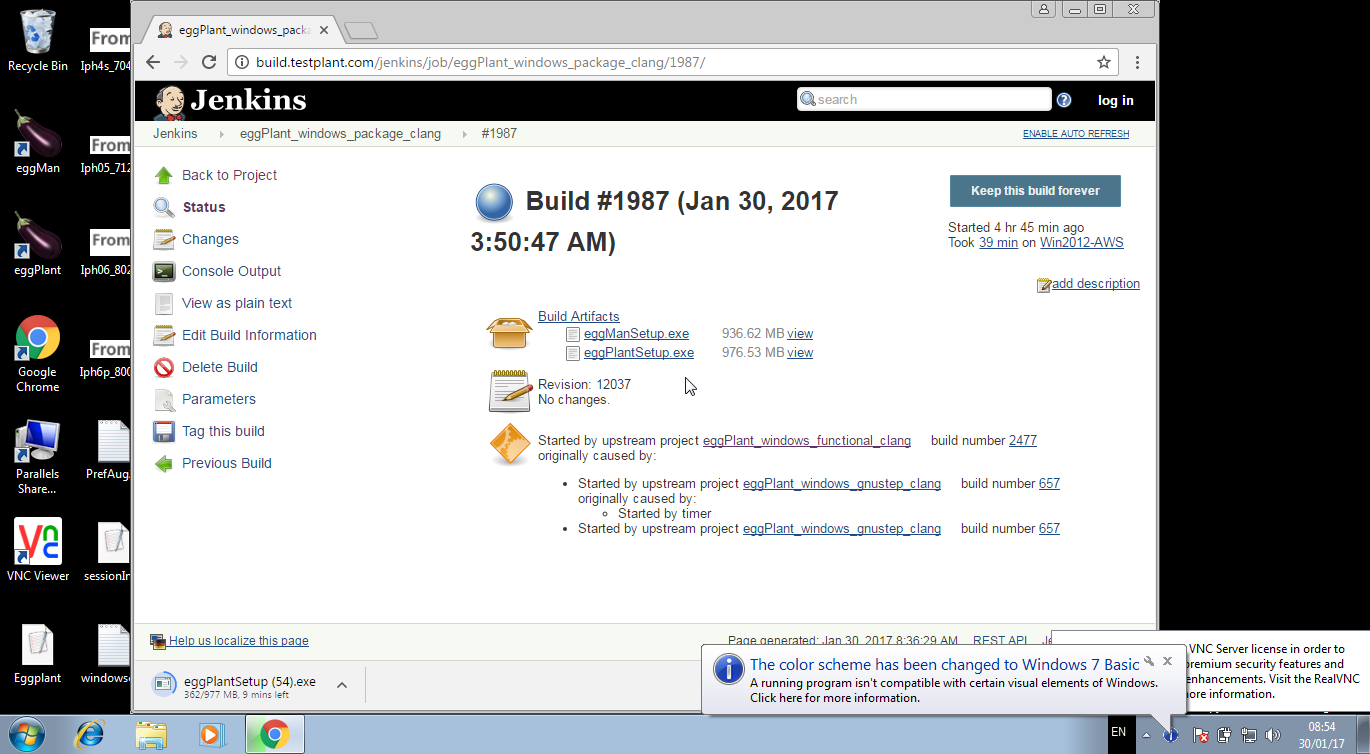 Recycle Bin
From
Iph4s_704
eggMan
From
Iph05_712
eggPlant
From
Iph06_802
Google
Chrome
From
Iph6p_800
Parallels
Share...
PrefAug
VNC Viewer
sessionIn
Eggplant
windows
eggPlant_windows_packa
build.testplant.com/jenkins/job/eggPlant_windows_package_clang/1987/
Jenkins
search
log in
Jenkins eggPlant_windows_package_clang #1987
ENABLE AUTO REFRESH
Back to Project
Status
Changes
Console Output
View as plain text
Edit Build Information
Delete Build
Parameters
Tag this build
Previous Build
Build #1987 (Jan 30, 2017
3:50:47 AM)
Keep this build forever
Started 4 hr 45 min ago
Took 39 min on Win2012-AWS
add description
Build Artifacts
eggManSetup.exe 936.62 MB view
eggPlantSetup.exe 976.53 MB view
Revision: 12037
No changes.
Started by upstream project eggPlant_windows_functional_clang build number 2477
originally caused by:
• Started by upstream project eggPlant_windows_gnustep_clang build number 657
originally caused by:
◦ Started by timer
• Started by upstream project eggPlant_windows_gnustep_clang build number 657
Help us localize this page
Page generated: Jan 30, 2017 8:36:29 AM REST API Je
eggPlantSetup (54).exe
362/977 MB, 9 mins left
The color scheme has been changed to Windows 7 Basic
A running program isn't compatible with certain visual elements of Windows.
Click here for more information.
VNC Server license in order to
premium security features and
enhancements. Visit the RealVNC
more information.
EN
08:54
30/01/17